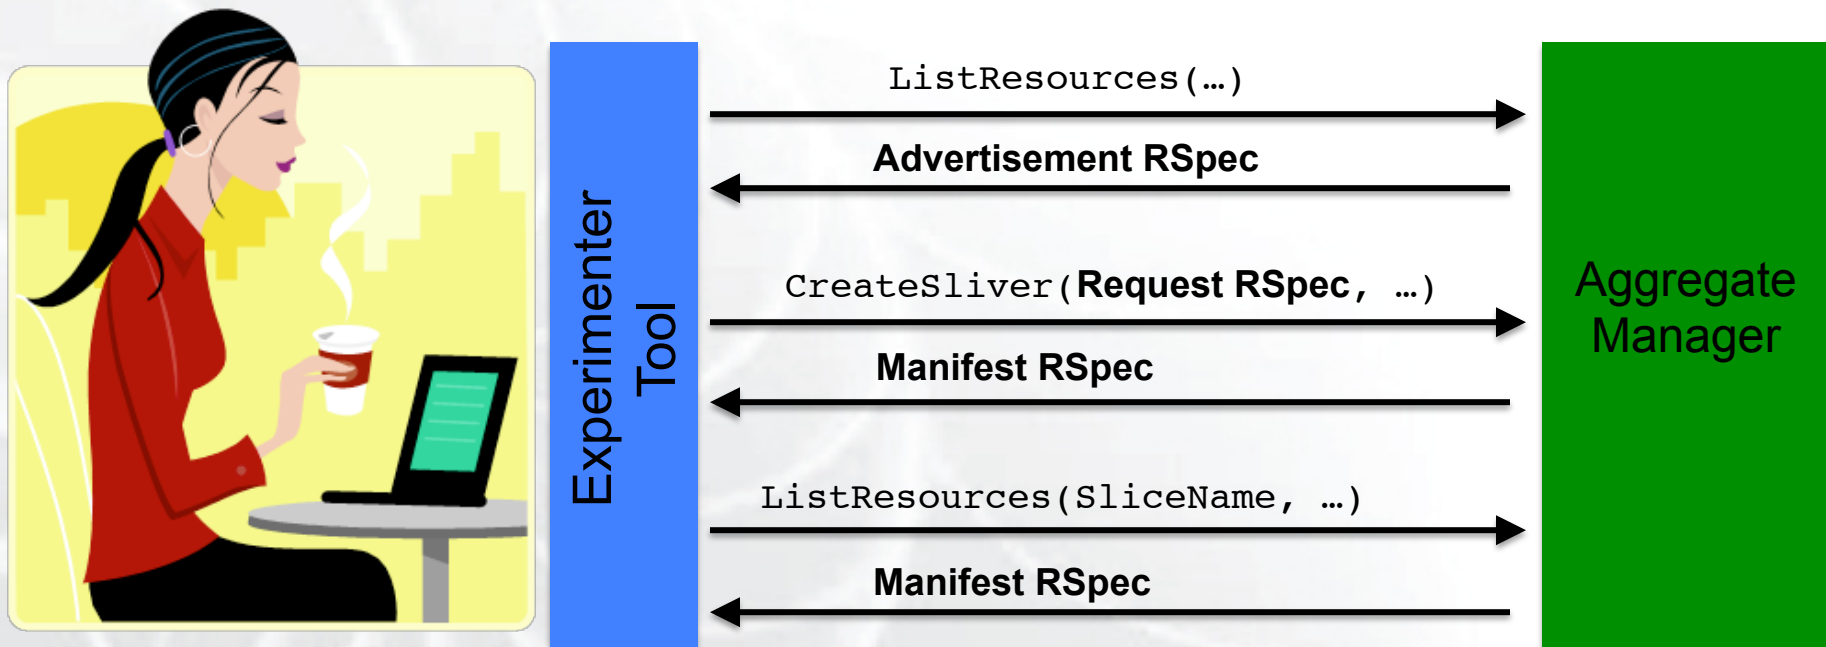 Experimenter
Tool
ListResources(…)
Advertisement RSpec
CreateSliver(Request RSpec, …)
Manifest RSpec
ListResources(SliceName, …)
Manifest RSpec
Aggregate
Manager